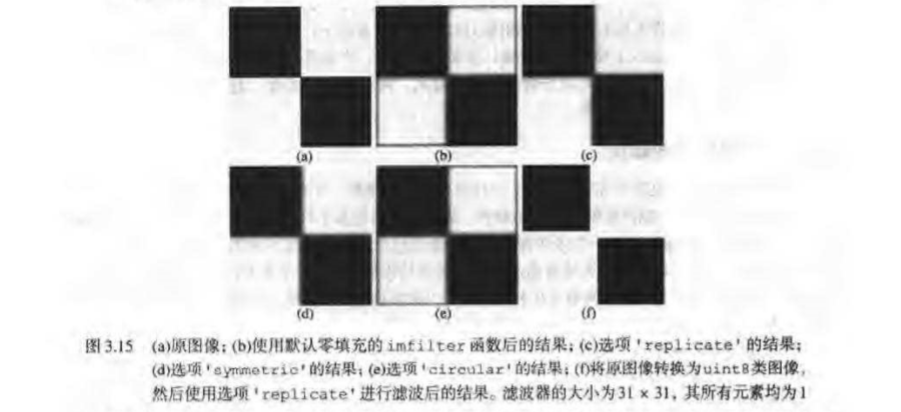 (a)
(b)
(c)
(d)
(e)
(f)
图 3.15 (a)原图像; (b)使用默认零填充的 imfilter 函数后的结果; (c)选项 'replicate' 的结果;
(d)选项 'symmetric' 的结果; (e)选项 'circular' 的结果; (f)将原图像转换为uint8类图像,
然后使用选项 'replicate' 进行滤波后的结果。滤波器的大小为31 × 31, 其所有元素均为1